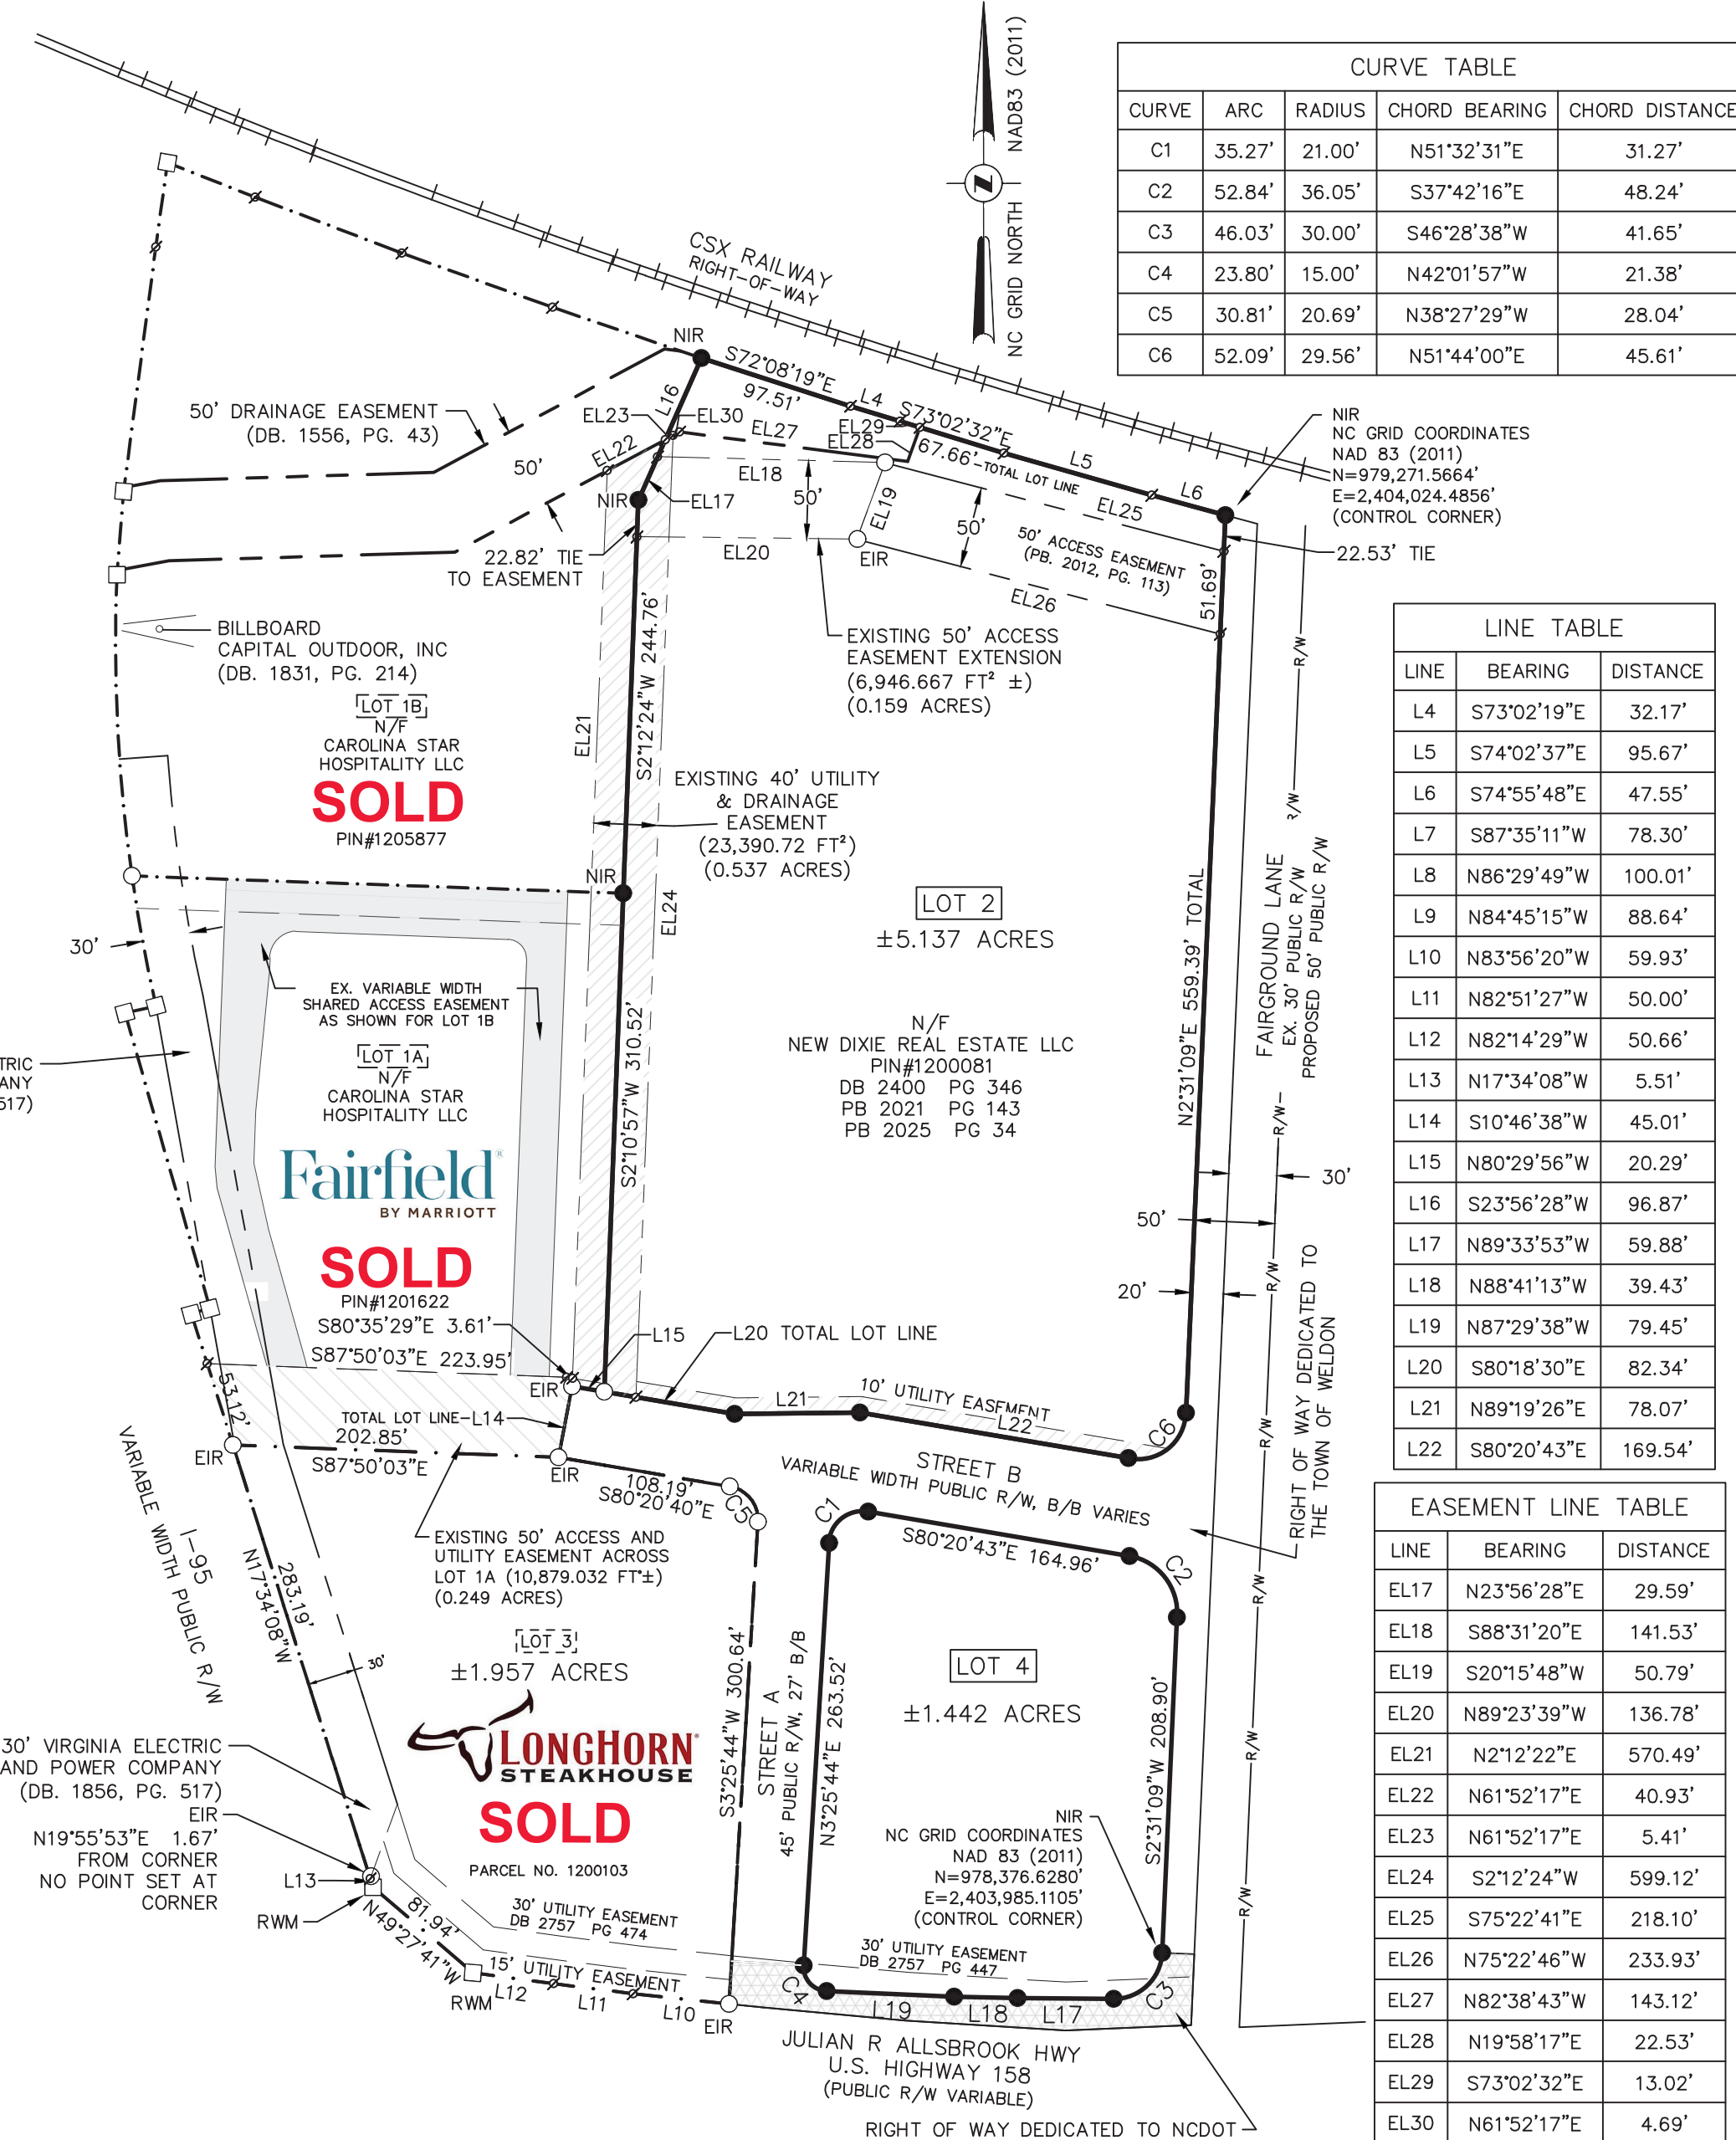 CSX RAILWAY
RIGHT-OF-WAY
NC GRID NORTH NAD83 (2011)
Z
CURVE TABLE
CURVE ARC RADIUS CHORD BEARING CHORD DISTANCE
C1 35.27' 21.00' N51°32'31"E 31.27'
C2 52.84' 36.05' S37°42'16"E 48.24'
C3 46.03' 30.00' S46°28'38"W 41.65'
C4 23.80' 15.00' N42°01'57"W 21.38'
C5 30.81' 20.69' N38°27'29"W 28.04'
C6 52.09' 29.56' N51°44'00"E 45.61'
NIR
S72°08'19"E
97.51'
L4
S73°02'32"E
67.66'-TOTAL LOT LINE
L5
L6
L16
EL23
EL30
EL27
EL29
EL28
EL22
EL18
EL17
EL19
EL20
EL25
EL26
50'
50'
50'
NIR
EIR
50' DRAINAGE EASEMENT
(DB. 1556, PG. 43)
22.82' TIE
TO EASEMENT
50' ACCESS EASEMENT
(PB. 2012, PG. 113)
51.69'
NIR
NC GRID COORDINATES
NAD 83 (2011)
N=979,271.5664'
E=2,404,024.4856'
(CONTROL CORNER)
22.53' TIE
BILLBOARD
CAPITAL OUTDOOR, INC
(DB. 1831, PG. 214)
LOT 1B
N/F
CAROLINA STAR
HOSPITALITY LLC
SOLD
PIN#1205877
EL21
S2°12'24"W 244.76'
EXISTING 50' ACCESS
EASEMENT EXTENSION
(6,946.667 FT² ±)
(0.159 ACRES)
EXISTING 40' UTILITY
& DRAINAGE
EASEMENT
(23,390.72 FT²)
(0.537 ACRES)
NIR
EL24
LOT 2
±5.137 ACRES
N/F
NEW DIXIE REAL ESTATE LLC
PIN#1200081
DB 2400 PG 346
PB 2021 PG 143
PB 2025 PG 34
N2°31'09"E 559.39' TOTAL
FAIRGROUND LANE
EX. 30' PUBLIC R/W
PROPOSED 50' PUBLIC R/W
R/W
R/W
R/W
R/W
R/W
R/W
R/W
R/W
R/W
30'
50'
20'
LINE TABLE
LINE BEARING DISTANCE
L4 S73°02'19"E 32.17'
L5 S74°02'37"E 95.67'
L6 S74°55'48"E 47.55'
L7 S87°35'11"W 78.30'
L8 N86°29'49"W 100.01'
L9 N84°45'15"W 88.64'
L10 N83°56'20"W 59.93'
L11 N82°51'27"W 50.00'
L12 N82°14'29"W 50.66'
L13 N17°34'08"W 5.51'
L14 S10°46'38"W 45.01'
L15 N80°29'56"W 20.29'
L16 S23°56'28"W 96.87'
L17 N89°33'53"W 59.88'
L18 N88°41'13"W 39.43'
L19 N87°29'38"W 79.45'
L20 S80°18'30"E 82.34'
L21 N89°19'26"E 78.07'
L22 S80°20'43"E 169.54'
30'
EX. VARIABLE WIDTH
SHARED ACCESS EASEMENT
AS SHOWN FOR LOT 1B
LOT 1A
N/F
CAROLINA STAR
HOSPITALITY LLC
Fairfield®
BY MARRIOTT
SOLD
PIN#1201622
TRIC
ANY
517)
S2°10'57"W 310.52'
S80°35'29"E 3.61'
S87°50'03"E 223.95'
L15
L20 TOTAL LOT LINE
EIR
L21
10' UTILITY EASEMENT
L22
C6
TOTAL LOT LINE-L14
202.85'
S87°50'03"E
53.12'
EIR
EIR
108.19'
S80°20'40"E
C5
STREET B
VARIABLE WIDTH PUBLIC R/W, B/B VARIES
RIGHT OF WAY DEDICATED TO
THE TOWN OF WELDON
C1
S80°20'43"E 164.96'
C2
EXISTING 50' ACCESS AND
UTILITY EASEMENT ACROSS
LOT 1A (10,879.032 FT²±)
(0.249 ACRES)
I-95
VARIABLE WIDTH PUBLIC R/W
283.19'
N17°34'08"W
30'
LOT 3
±1.957 ACRES
LONGHORN®
STEAKHOUSE
SOLD
PARCEL NO. 1200103
S3°25'44"W 300.64'
STREET A
45' PUBLIC R/W, 27' B/B
N3°25'44"E 263.52'
LOT 4
±1.442 ACRES
S2°31'09"W 208.90'
NIR
NC GRID COORDINATES
NAD 83 (2011)
N=978,376.6280'
E=2,403,985.1105'
(CONTROL CORNER)
30' VIRGINIA ELECTRIC
AND POWER COMPANY
(DB. 1856, PG. 517)
EIR
N19°55'53"E 1.67'
FROM CORNER
NO POINT SET AT
CORNER
L13
RWM
81.94'
N49°27'41"W
RWM
30' UTILITY EASEMENT
DB 2757 PG 474
15' UTILITY EASEMENT
L12
L11
L10
EIR
30' UTILITY EASEMENT
DB 2757 PG 447
C4
L19
L18
L17
C3
JULIAN R ALLSBROOK HWY
U.S. HIGHWAY 158
(PUBLIC R/W VARIABLE)
RIGHT OF WAY DEDICATED TO NCDOT
EASEMENT LINE TABLE
LINE BEARING DISTANCE
EL17 N23°56'28"E 29.59'
EL18 S88°31'20"E 141.53'
EL19 S20°15'48"W 50.79'
EL20 N89°23'39"W 136.78'
EL21 N2°12'22"E 570.49'
EL22 N61°52'17"E 40.93'
EL23 N61°52'17"E 5.41'
EL24 S2°12'24"W 599.12'
EL25 S75°22'41"E 218.10'
EL26 N75°22'46"W 233.93'
EL27 N82°38'43"W 143.12'
EL28 N19°58'17"E 22.53'
EL29 S73°02'32"E 13.02'
EL30 N61°52'17"E 4.69'